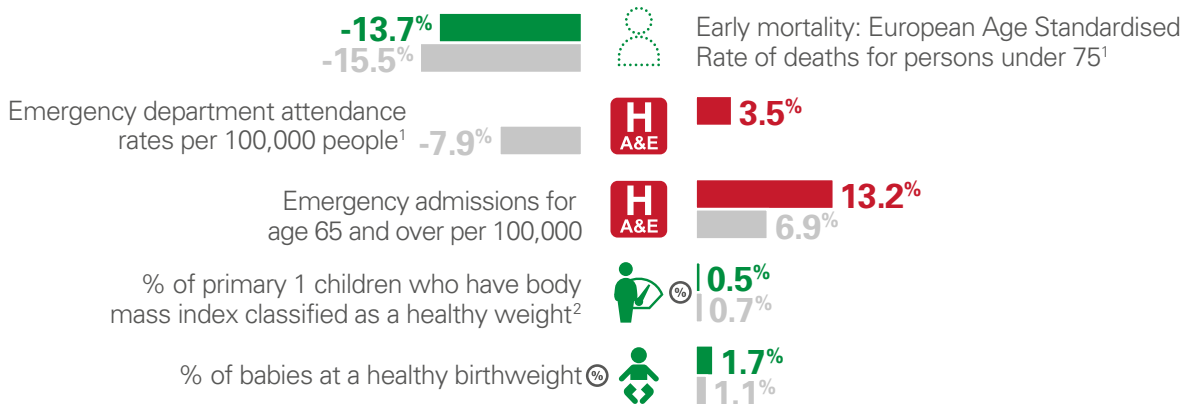 -13.7%
-15.5%
Early mortality: European Age Standardised
Rate of deaths for persons under 75¹
Emergency department attendance
rates per 100,000 people¹
-7.9%
H
A&E
3.5%
Emergency admissions for
age 65 and over per 100,000
H
A&E
13.2%
6.9%
% of primary 1 children who have body
mass index classified as a healthy weight²
%
0.5%
0.7%
% of babies at a healthy birthweight
%
1.7%
1.1%